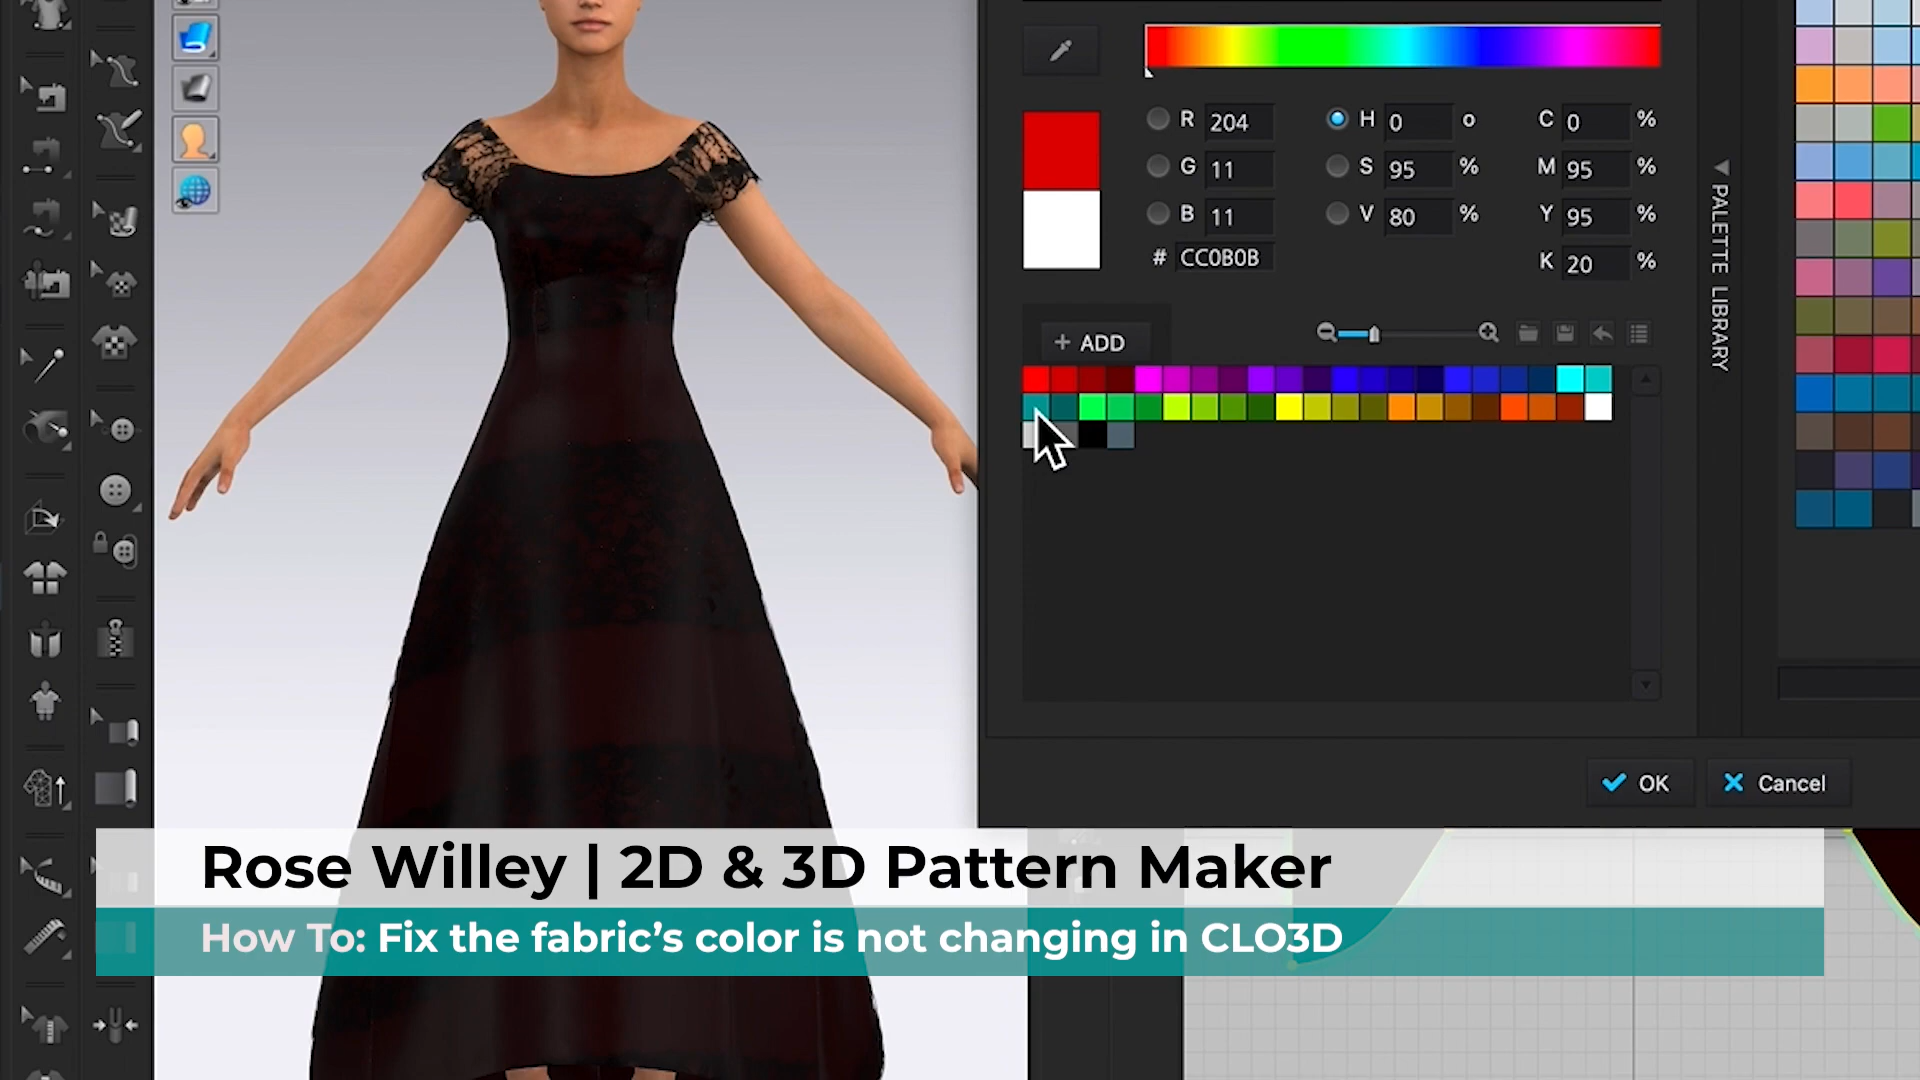 R 204 H 0 o C 0 %
G 11 S 95 % M 95 %
B 11 V 80 % Y 95 %
# CC0B0B K 20 %
+ ADD
PALETTE LIBRARY
OK Cancel
Rose Willey | 2D & 3D Pattern Maker
How To: Fix the fabric’s color is not changing in CLO3D